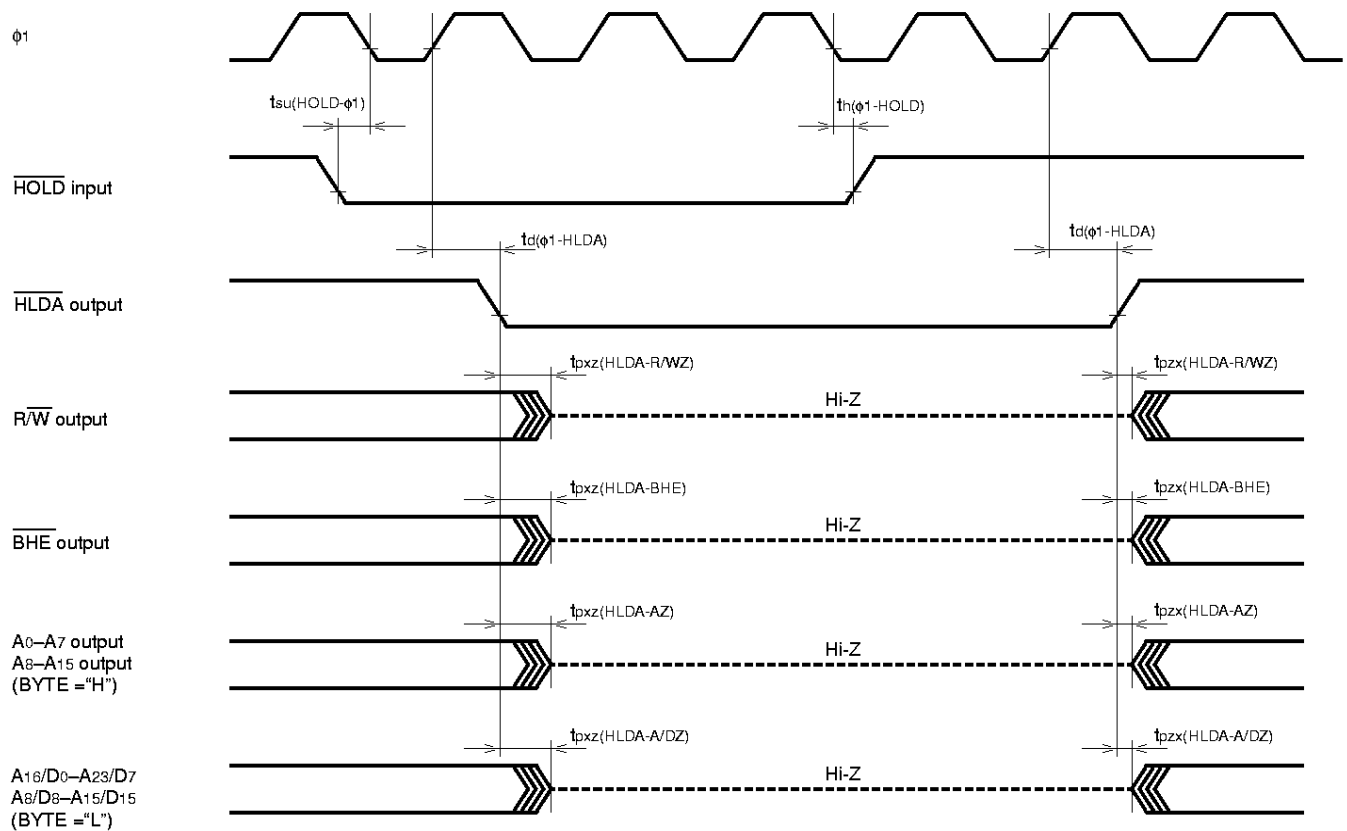 ϕ1
tsu(HOLD-ϕ1)
th(ϕ1-HOLD)
HOLD input
td(ϕ1-HLDA)
td(ϕ1-HLDA)
HLDA output
tpxz(HLDA-R/WZ)
tpzx(HLDA-R/WZ)
R/W output
Hi-Z
tpxz(HLDA-BHE)
tpzx(HLDA-BHE)
BHE output
Hi-Z
tpxz(HLDA-AZ)
tpzx(HLDA-AZ)
A0–A7 output
A8–A15 output
(BYTE =“H”)
Hi-Z
tpxz(HLDA-A/DZ)
tpzx(HLDA-A/DZ)
A16/D0–A23/D7
A8/D8–A15/D15
(BYTE =“L”)
Hi-Z